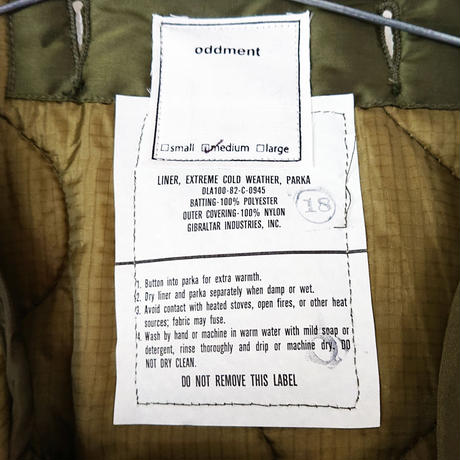 oddment
☐small ☑medium ☐large
LINER, EXTREME COLD WEATHER, PARKA
DLA100-82-C-0945
BATTING-100% POLYESTER
OUTER COVERING-100% NYLON
GIBRALTAR INDUSTRIES, INC.
18
1. Button into parka for extra warmth.
2. Dry liner and parka separately when damp or wet.
3. Avoid contact with heated stoves, open fires, or other heat
sources; fabric may fuse.
4. Wash by hand or machine in warm water with mild soap or
detergent, rinse thoroughly and drip or machine dry. DO
NOT DRY CLEAN.
DO NOT REMOVE THIS LABEL